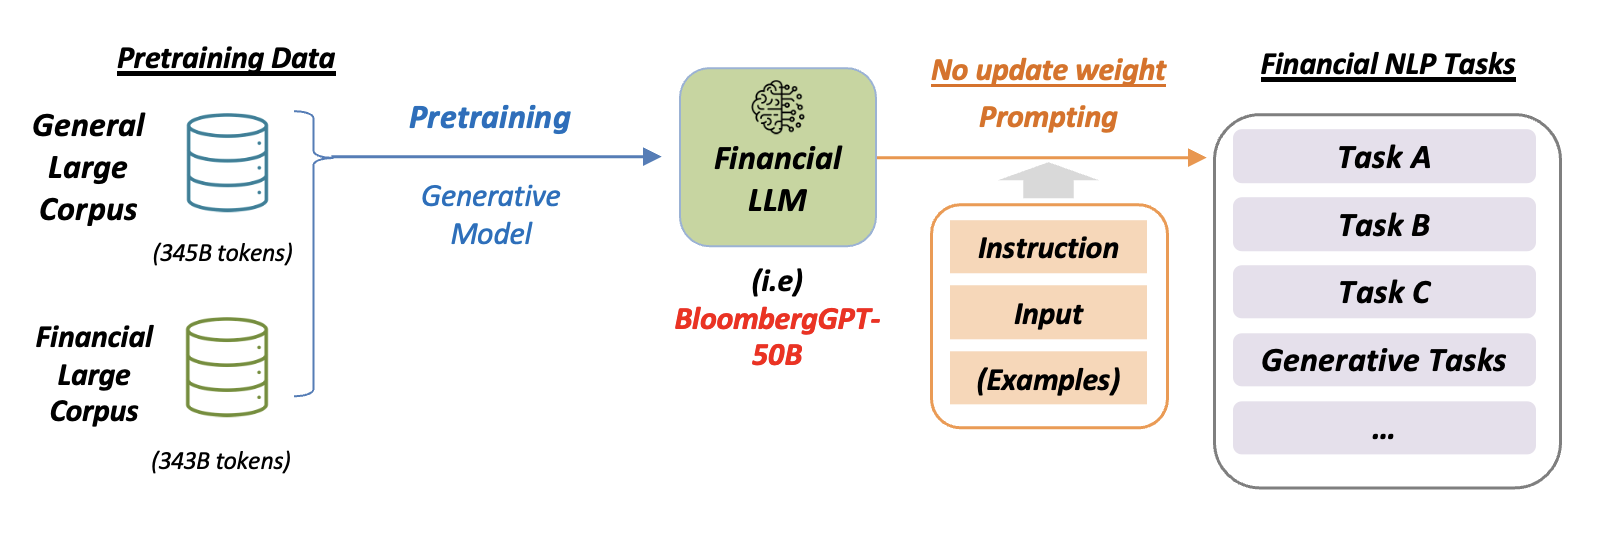 Pretraining Data
General
Large
Corpus
(345B tokens)
Financial
Large
Corpus
(343B tokens)
Pretraining
Generative
Model
Financial
LLM
(i.e)
BloombergGPT-
50B
No update weight
Prompting
Instruction
Input
(Examples)
Financial NLP Tasks
Task A
Task B
Task C
Generative Tasks
...